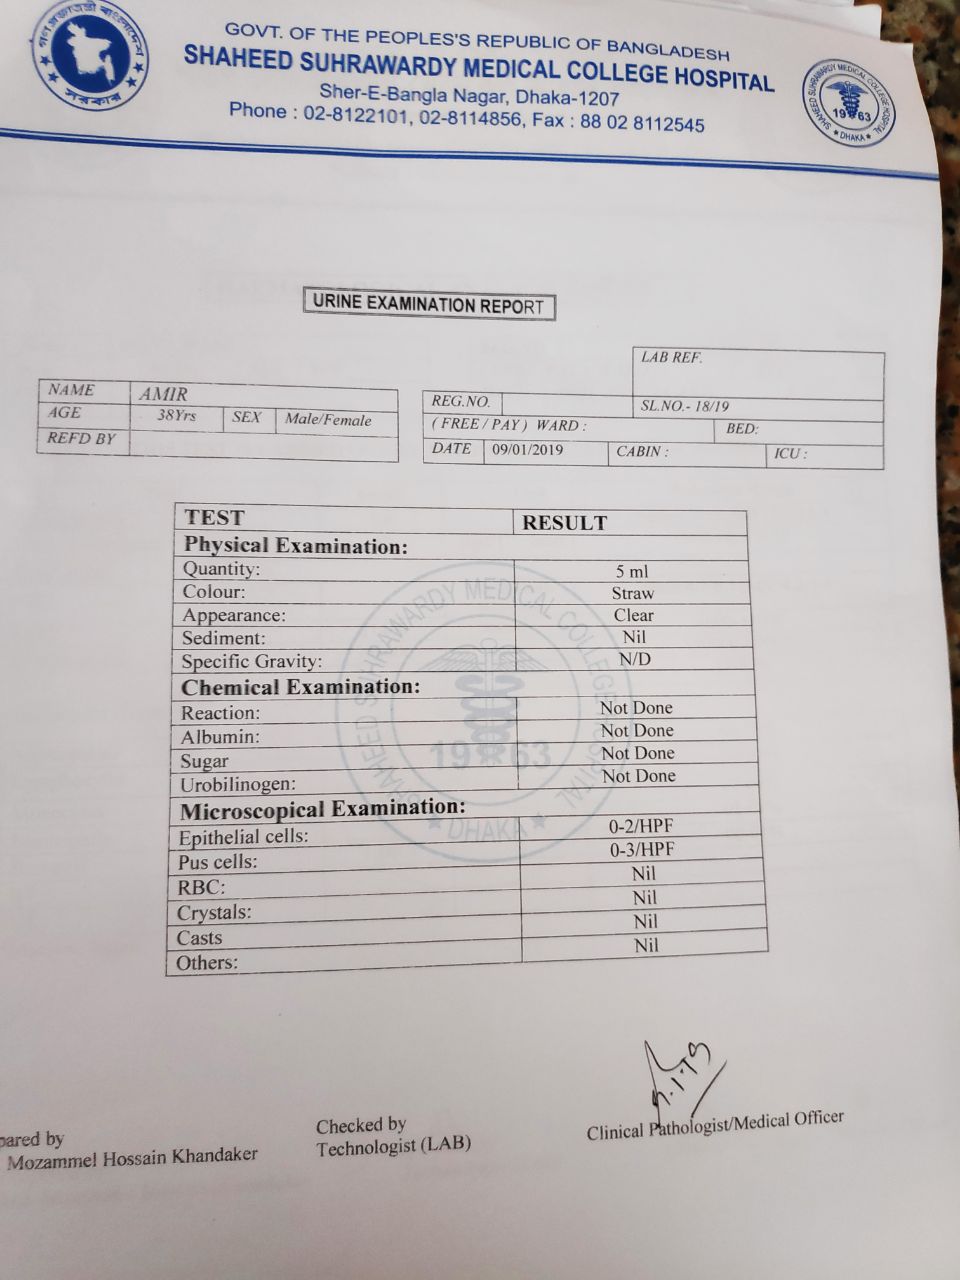 গণপ্রজাতন্ত্রী বাংলাদেশ
সরকার
GOVT. OF THE PEOPLES'S REPUBLIC OF BANGLADESH
SHAHEED SUHRAWARDY MEDICAL COLLEGE HOSPITAL
Sher-E-Bangla Nagar, Dhaka-1207
Phone : 02-8122101, 02-8114856, Fax : 88 02 8112545
SHAHEED SUHRAWARDY MEDICAL COLLEGE HOSPITAL
1963
DHAKA
URINE EXAMINATION REPORT
LAB REF.
NAME AMIR
AGE 38Yrs SEX Male/Female
REFD BY
REG.NO. SL.NO.- 18/19
( FREE / PAY ) WARD : BED:
DATE 09/01/2019 CABIN : ICU :
TEST RESULT
Physical Examination:
Quantity: 5 ml
Colour: Straw
Appearance: Clear
Sediment: Nil
Specific Gravity: N/D
Chemical Examination:
Reaction: Not Done
Albumin: Not Done
Sugar Not Done
Urobilinogen: Not Done
Microscopical Examination:
Epithelial cells: 0-2/HPF
Pus cells: 0-3/HPF
RBC: Nil
Crystals: Nil
Casts Nil
Others: Nil
SHAHEED SUHRAWARDY MEDICAL COLLEGE HOSPITAL
1963
DHAKA
pared by
Mozammel Hossain Khandaker
Checked by
Technologist (LAB)
Clinical Pathologist/Medical Officer